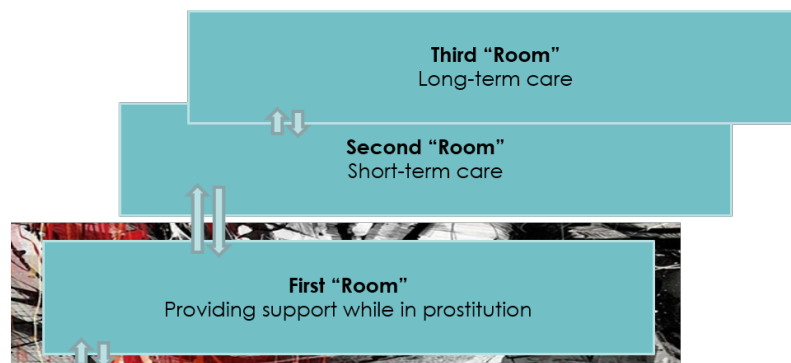 Third “Room”
Long-term care
Second “Room”
Short-term care
First “Room”
Providing support while in prostitution